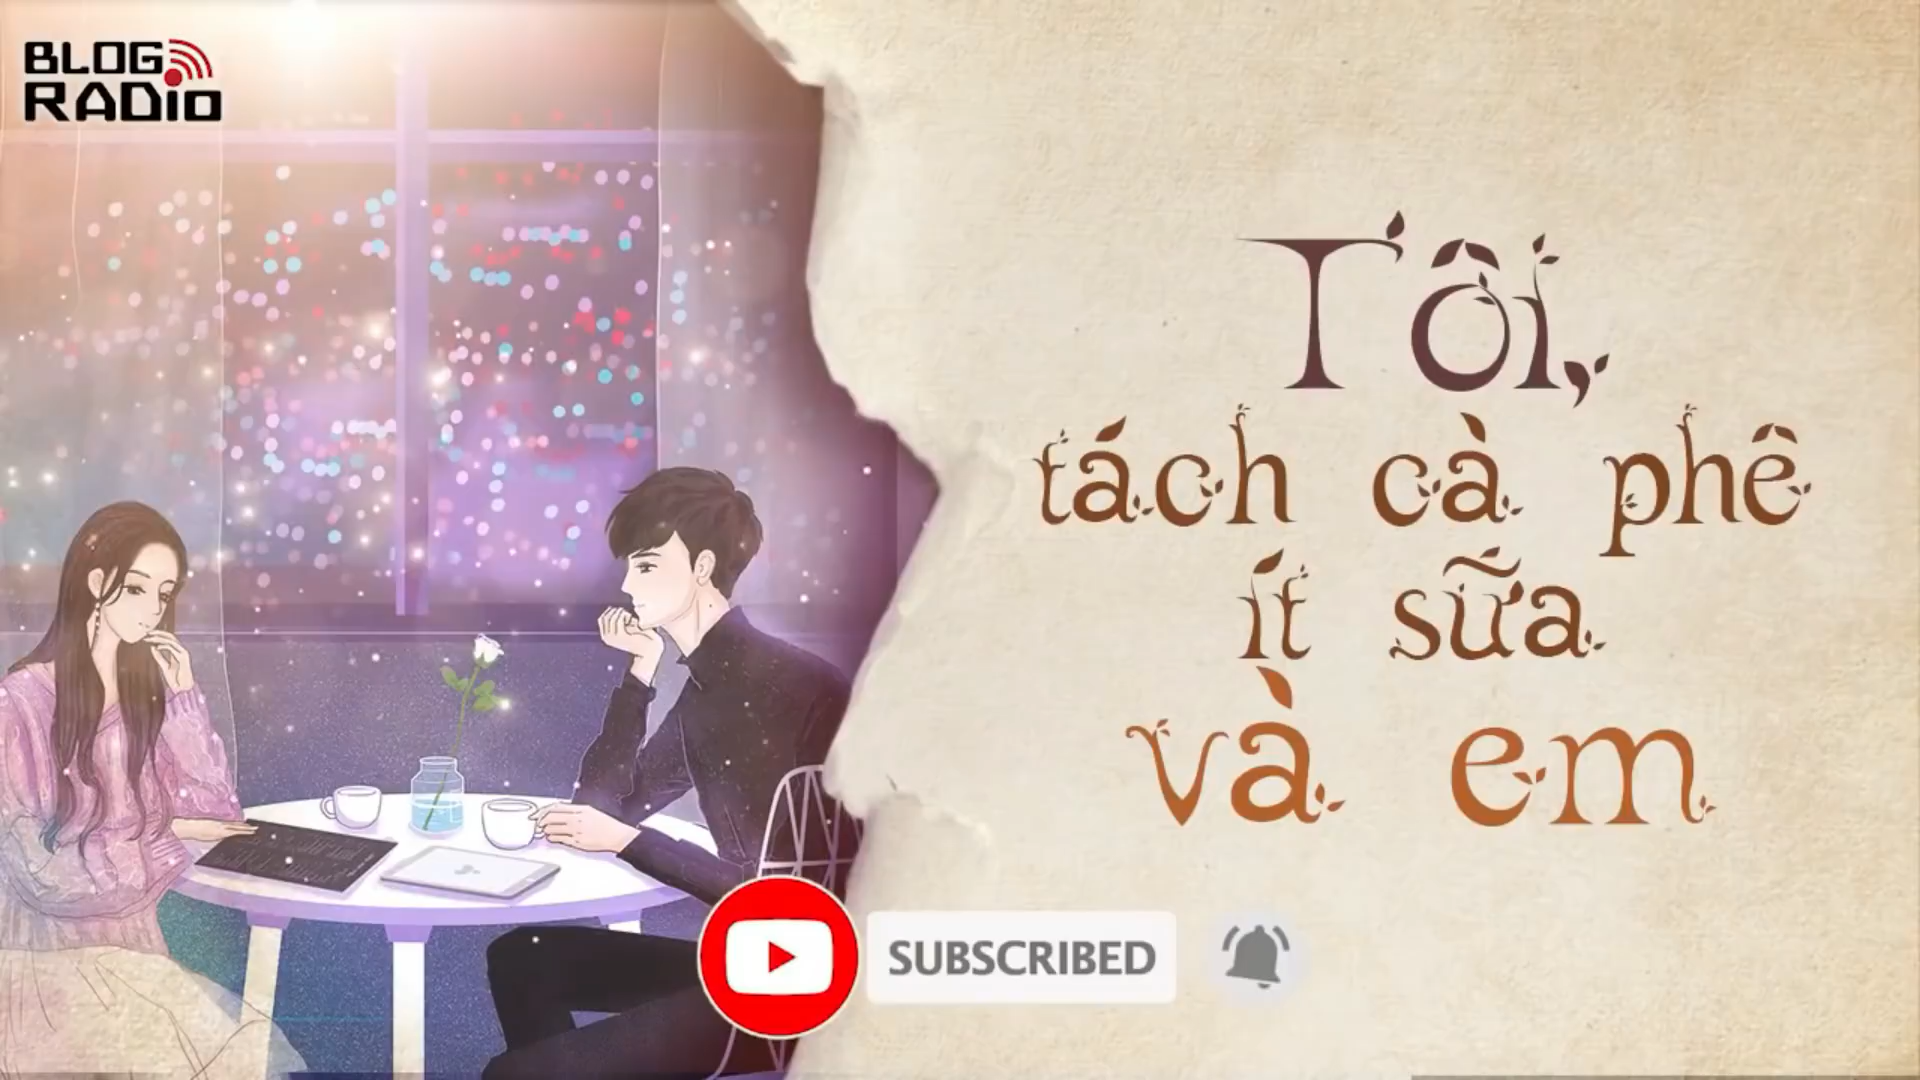 BLOG
RADiO
Tôi,
tách cà phê
ít sữa
và em
SUBSCRIBED